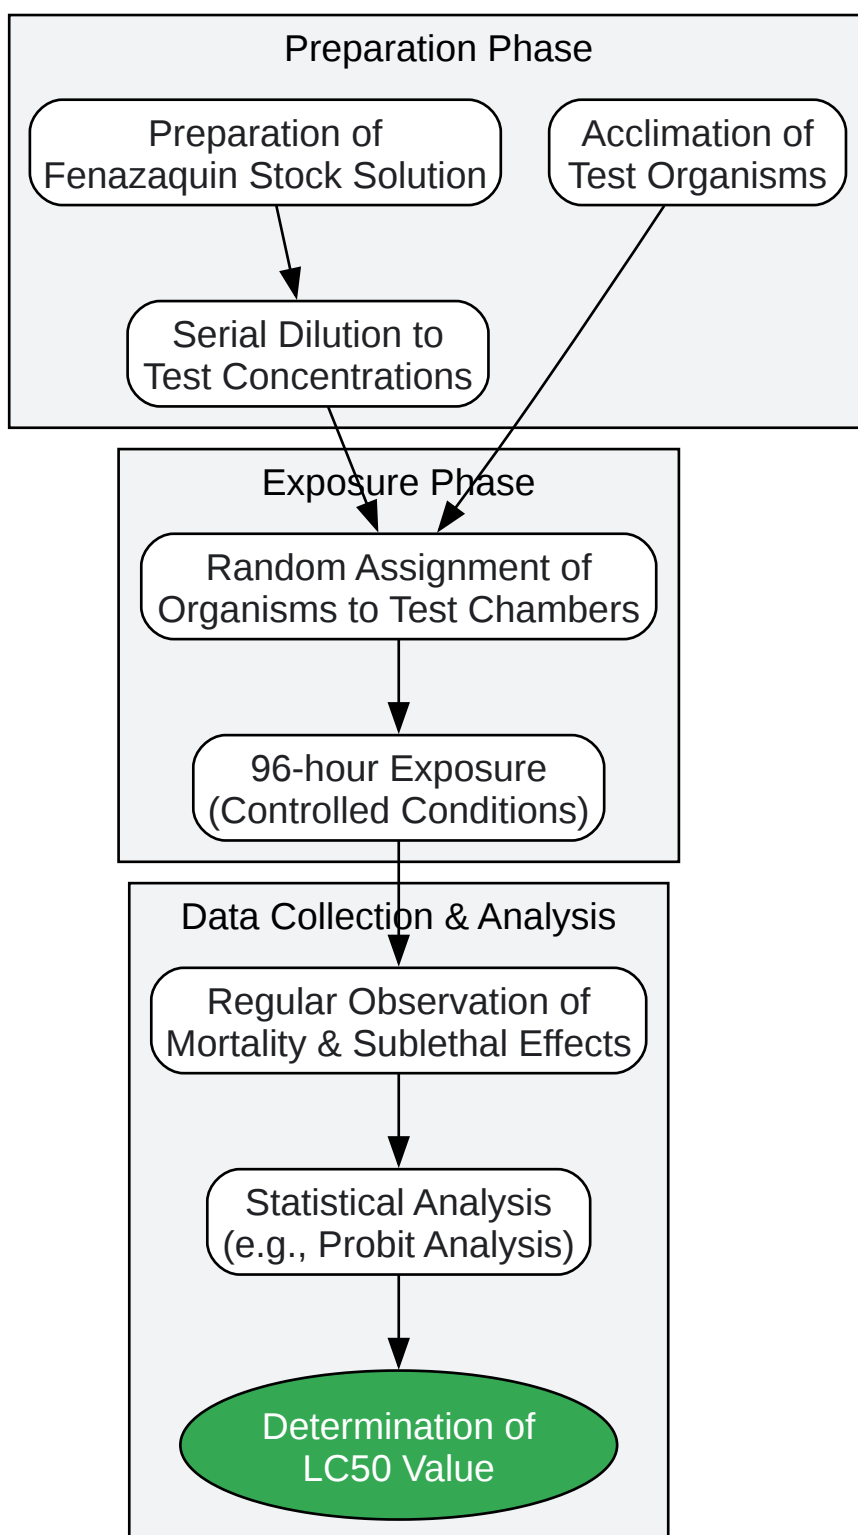 Preparation Phase
Preparation of
Fenazaquin Stock Solution
Acclimation of
Test Organisms
Serial Dilution to
Test Concentrations
Exposure Phase
Random Assignment of
Organisms to Test Chambers
96-hour Exposure
(Controlled Conditions)
Data Collection & Analysis
Regular Observation of
Mortality & Sublethal Effects
Statistical Analysis
(e.g., Probit Analysis)
Determination of
LC50 Value